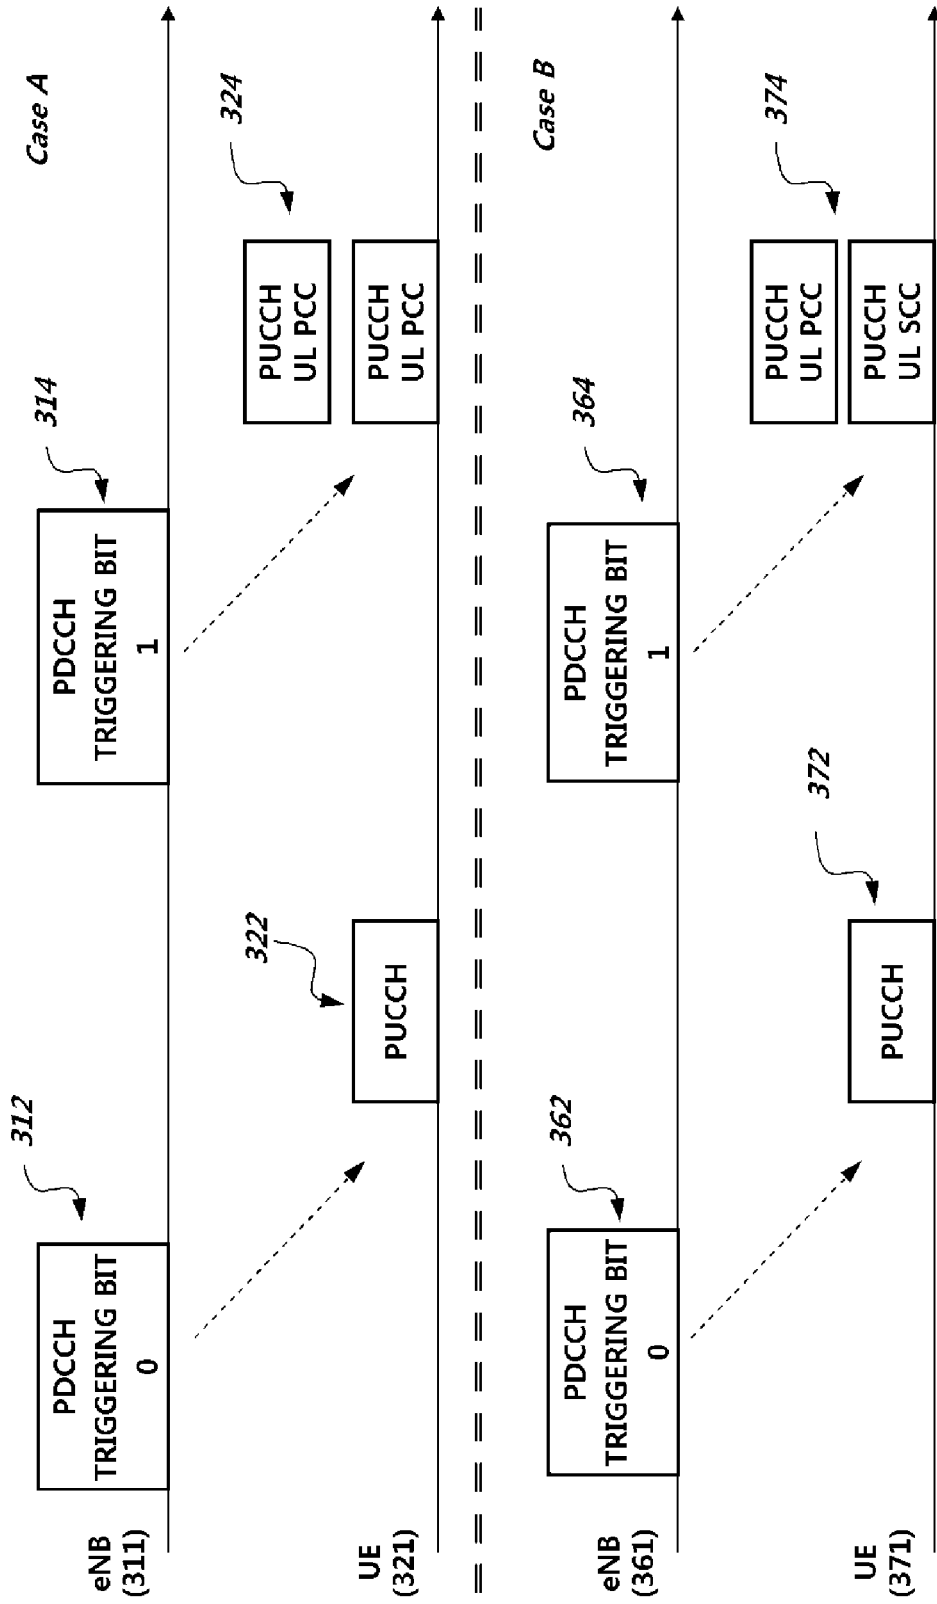 Case A
312
PDCCH
TRIGGERING BIT
0
314
PDCCH
TRIGGERING BIT
1
eNB
(311)
322
PUCCH
324
PUCCH
UL PCC
PUCCH
UL PCC
UE
(321)
Case B
362
PDCCH
TRIGGERING BIT
0
364
PDCCH
TRIGGERING BIT
1
eNB
(361)
372
PUCCH
374
PUCCH
UL PCC
PUCCH
UL SCC
UE
(371)